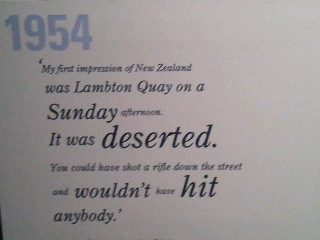 1954
‘My first impression of New Zealand
was Lambton Quay on a
Sunday afternoon.
It was deserted.
You could have shot a rifle down the street
and wouldn’t have hit
anybody.’